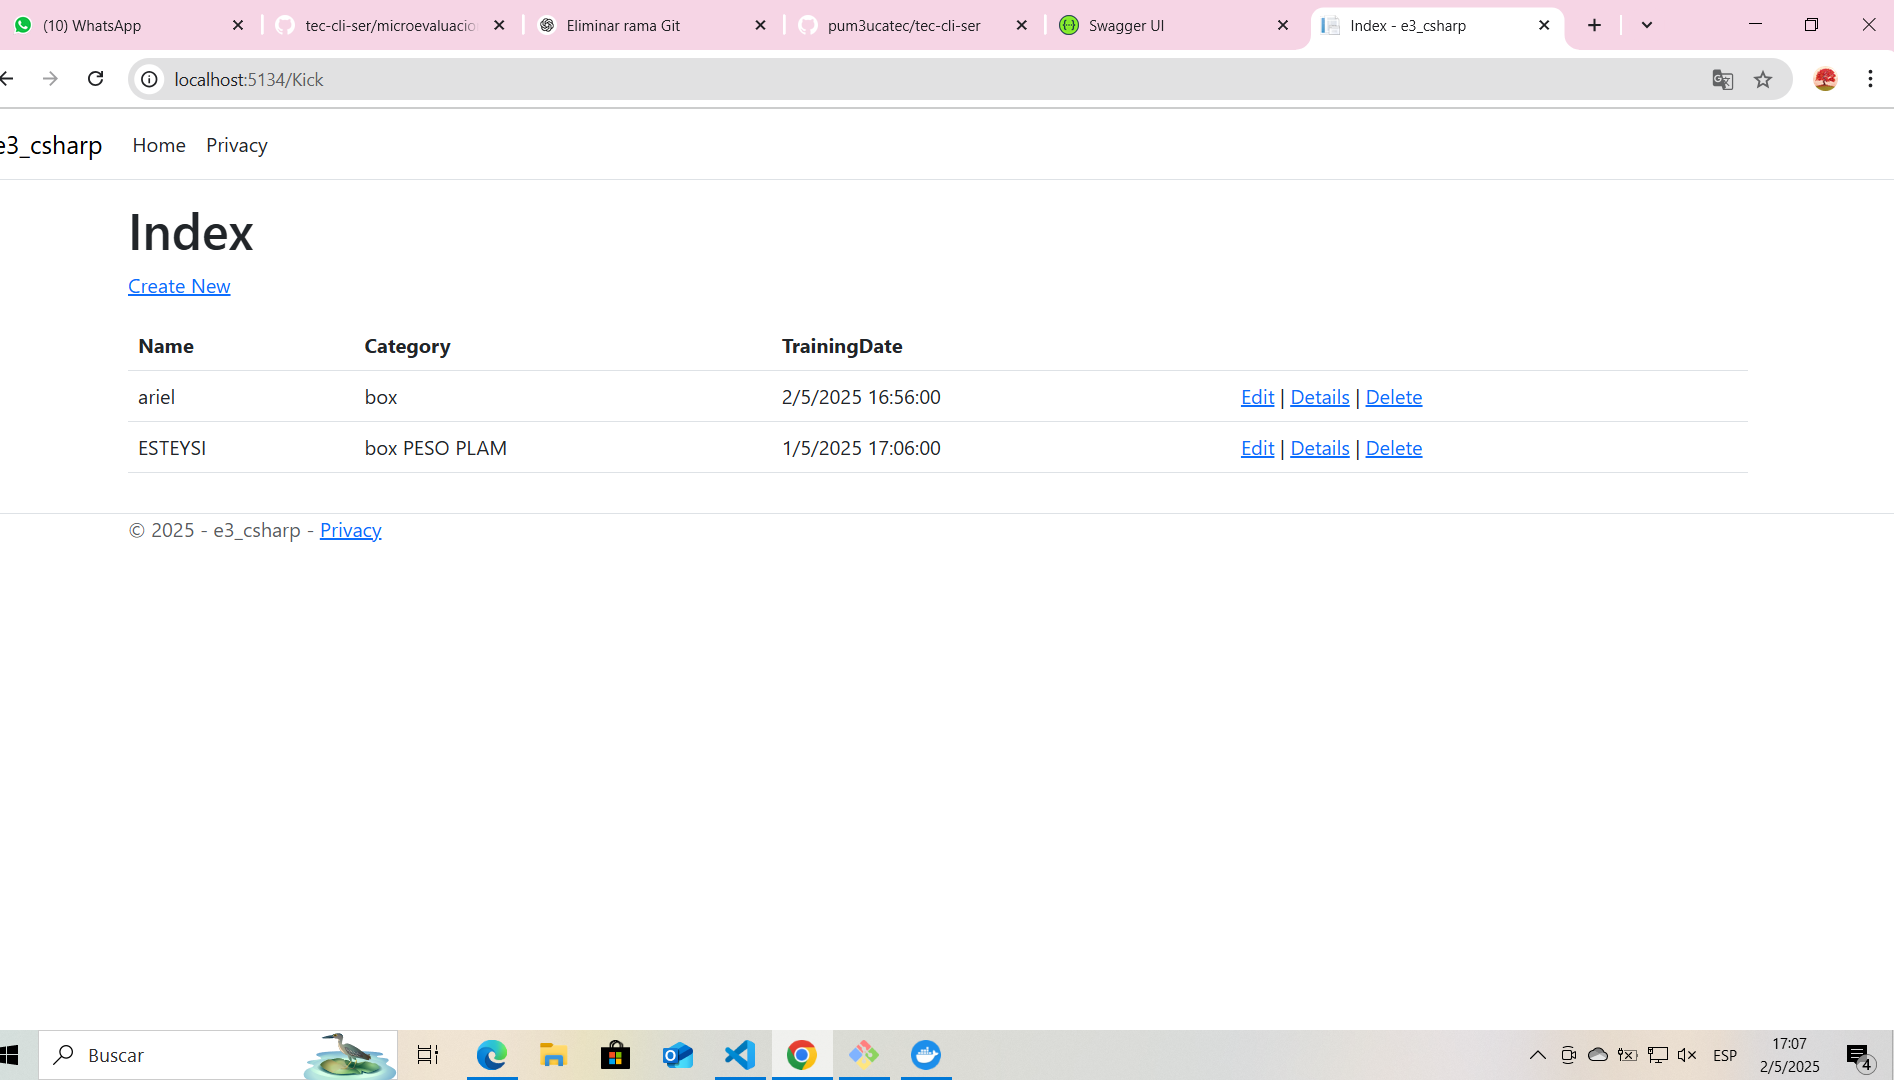 (10) WhatsApp
tec-cli-ser/microevaluacio
Eliminar rama Git
pum3ucatec/tec-cli-ser
Swagger UI
Index - e3_csharp
localhost:5134/Kick
e3_csharp Home Privacy
Index
Create New
Name Category TrainingDate
ariel box 2/5/2025 16:56:00 Edit | Details | Delete
ESTEYSI box PESO PLAM 1/5/2025 17:06:00 Edit | Details | Delete
© 2025 - e3_csharp - Privacy
Buscar
ESP
17:07
2/5/2025
4